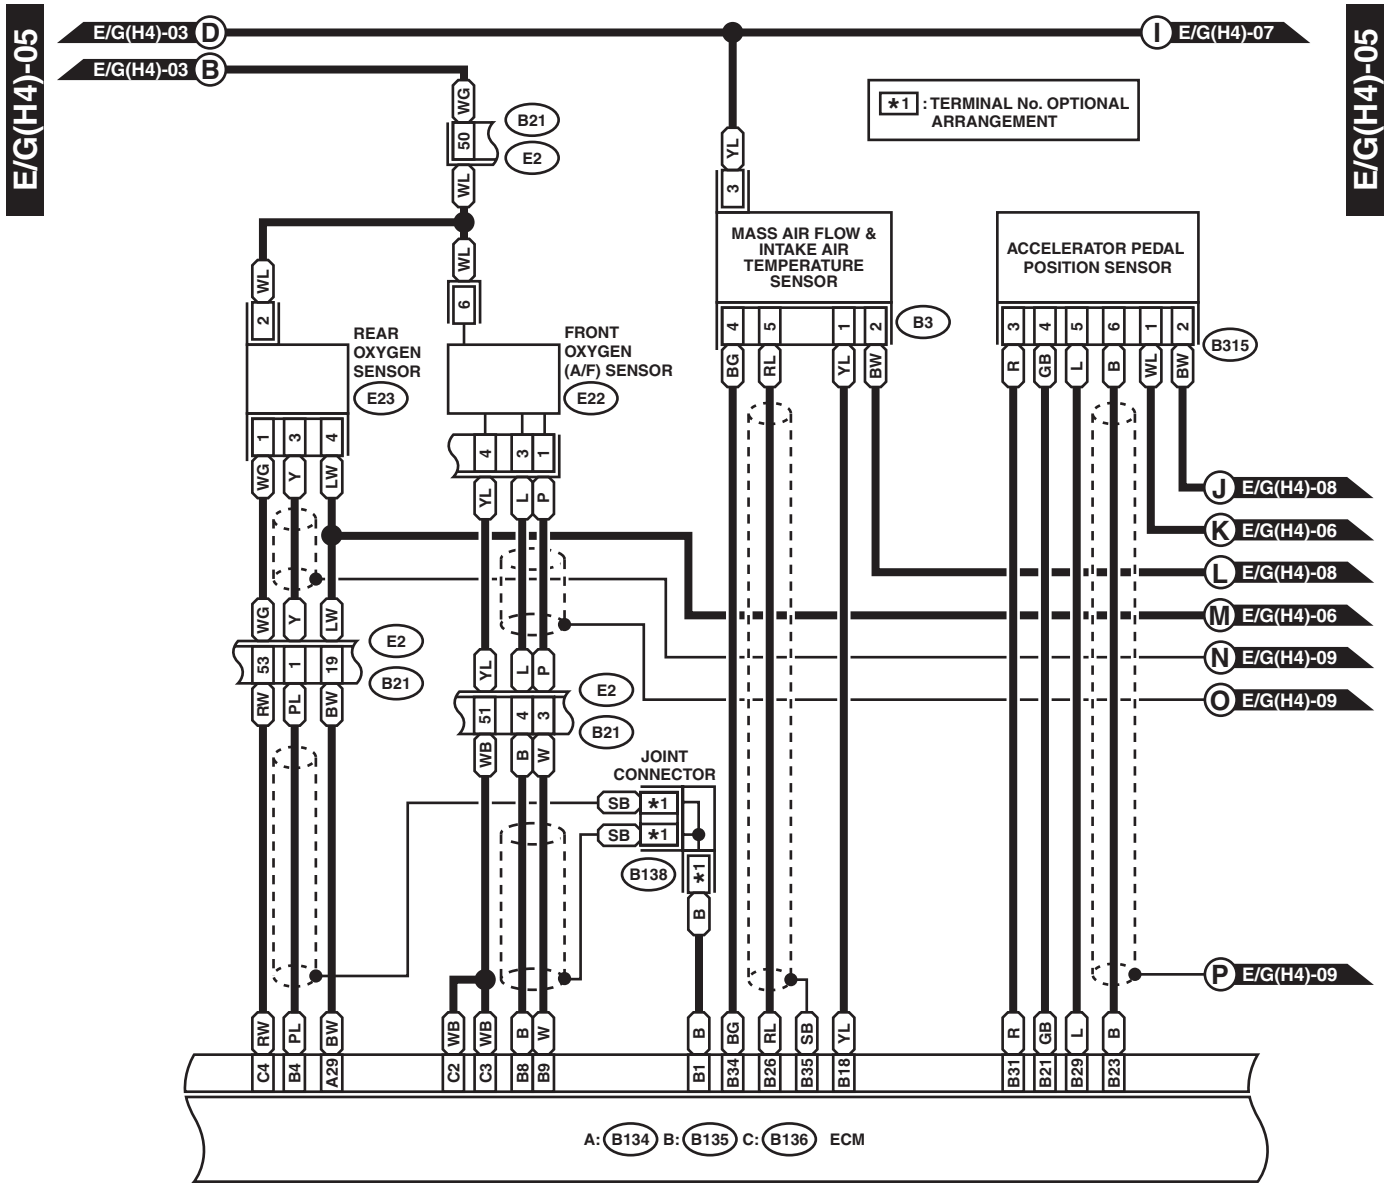 E/G(H4)-05
E/G(H4)-03 D
I E/G(H4)-07
E/G(H4)-05
E/G(H4)-03 B
WG
50
B21
E2
WL
*1 : TERMINAL No. OPTIONAL
ARRANGEMENT
YL
3
WL
2
WL
6
MASS AIR FLOW &
INTAKE AIR
TEMPERATURE
SENSOR
ACCELERATOR PEDAL
POSITION SENSOR
4 5 1 2
B3
3 4 5 6 1 2
B315
BG RL YL BW
R GB L B WL BW
REAR
OXYGEN
SENSOR
E23
FRONT
OXYGEN
(A/F) SENSOR
E22
1 3 4
WG Y LW
4 3 1
YL L P
J E/G(H4)-08
K E/G(H4)-06
L E/G(H4)-08
M E/G(H4)-06
N E/G(H4)-09
O E/G(H4)-09
WG Y LW
E2
53 1 19
B21
RW PL BW
YL L P
E2
51 4 3
B21
WB B W
JOINT
CONNECTOR
SB *1
SB *1
B138
*1
B
P E/G(H4)-09
RW PL BW WB WB B W B BG RL SB YL R GB L B
C4 B4 A29 C2 C3 B8 B9 B1 B34 B26 B35 B18 B31 B21 B29 B23
A: B134 B: B135 C: B136 ECM